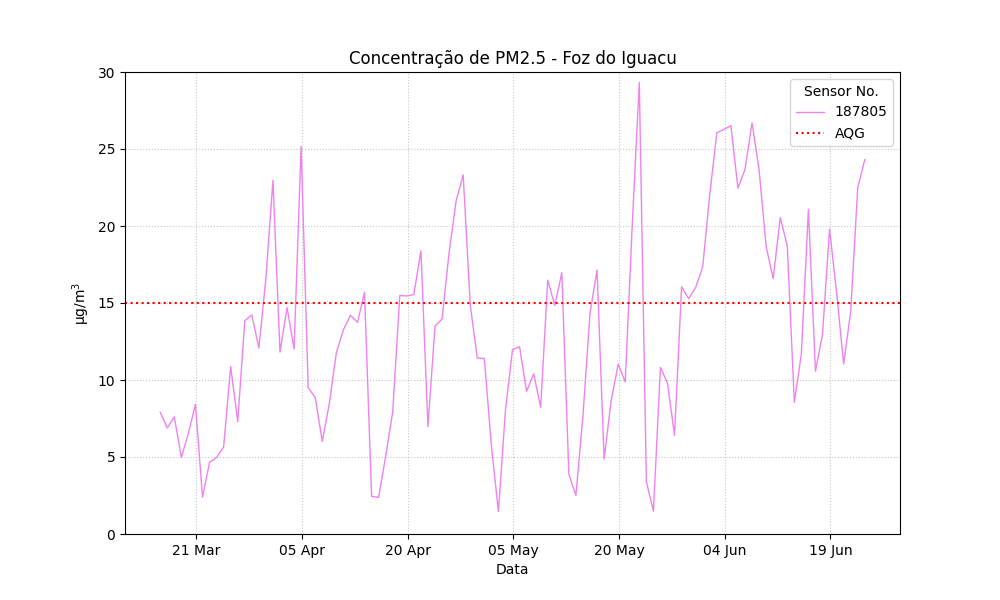 Concentração de PM2.5 - Foz do Iguacu
30
25
20
15
10
5
0
µg/m³
Sensor No.
187805
AQG
21 Mar
05 Apr
20 Apr
05 May
20 May
04 Jun
19 Jun
Data